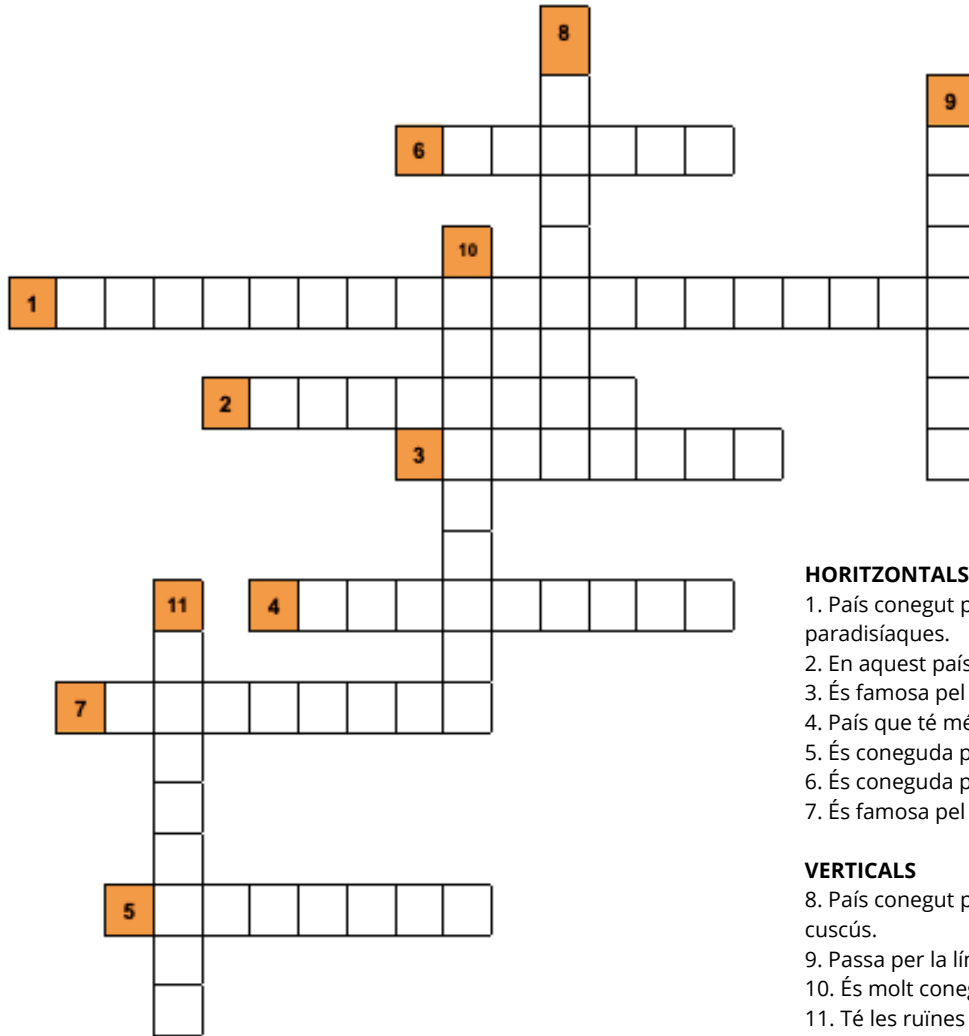 8
9
6
10
1
2
3
11
4
7
5
HORITZONTALS
1. País conegut p
paradisíaques.
2. En aquest país
3. És famosa pel
4. País que té mé
5. És coneguda p
6. És coneguda p
7. És famosa pel
VERTICALS
8. País conegut p
cuscús.
9. Passa per la lín
10. És molt coneg
11. Té les ruïnes